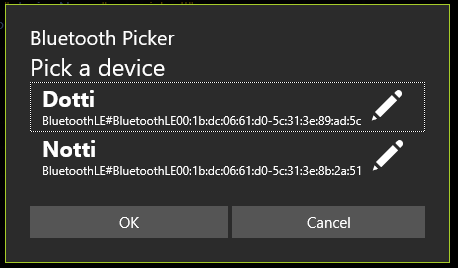 Bluetooth Picker
Pick a device
Dotti
BluetoothLE#BluetoothLE00:1b:dc:06:61:d0-5c:31:3e:89:ad:5c
Notti
BluetoothLE#BluetoothLE00:1b:dc:06:61:d0-5c:31:3e:8b:2a:51
OK
Cancel